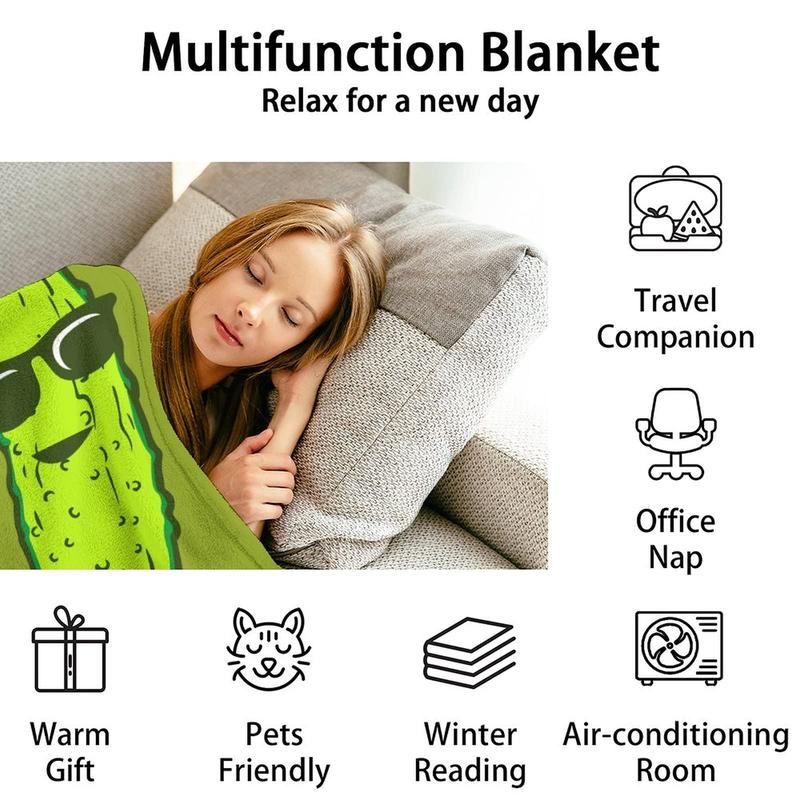 Multifunction Blanket
Relax for a new day
Travel
Companion
Office
Nap
Warm
Gift
Pets
Friendly
Winter
Reading
Air-conditioning
Room